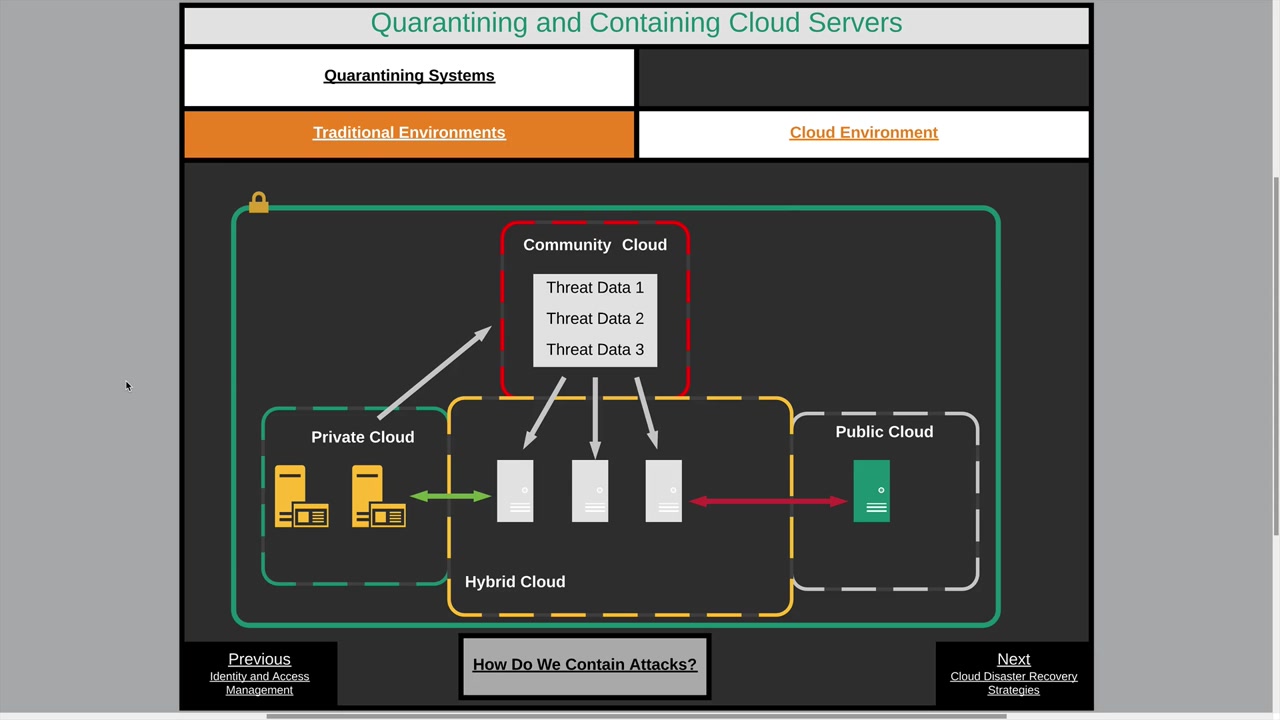 Quarantining and Containing Cloud Servers
Quarantining Systems
Traditional Environments
Cloud Environment
Community Cloud
Threat Data 1
Threat Data 2
Threat Data 3
Private Cloud
Public Cloud
Hybrid Cloud
Previous
Identity and Access
Management
How Do We Contain Attacks?
Next
Cloud Disaster Recovery
Strategies